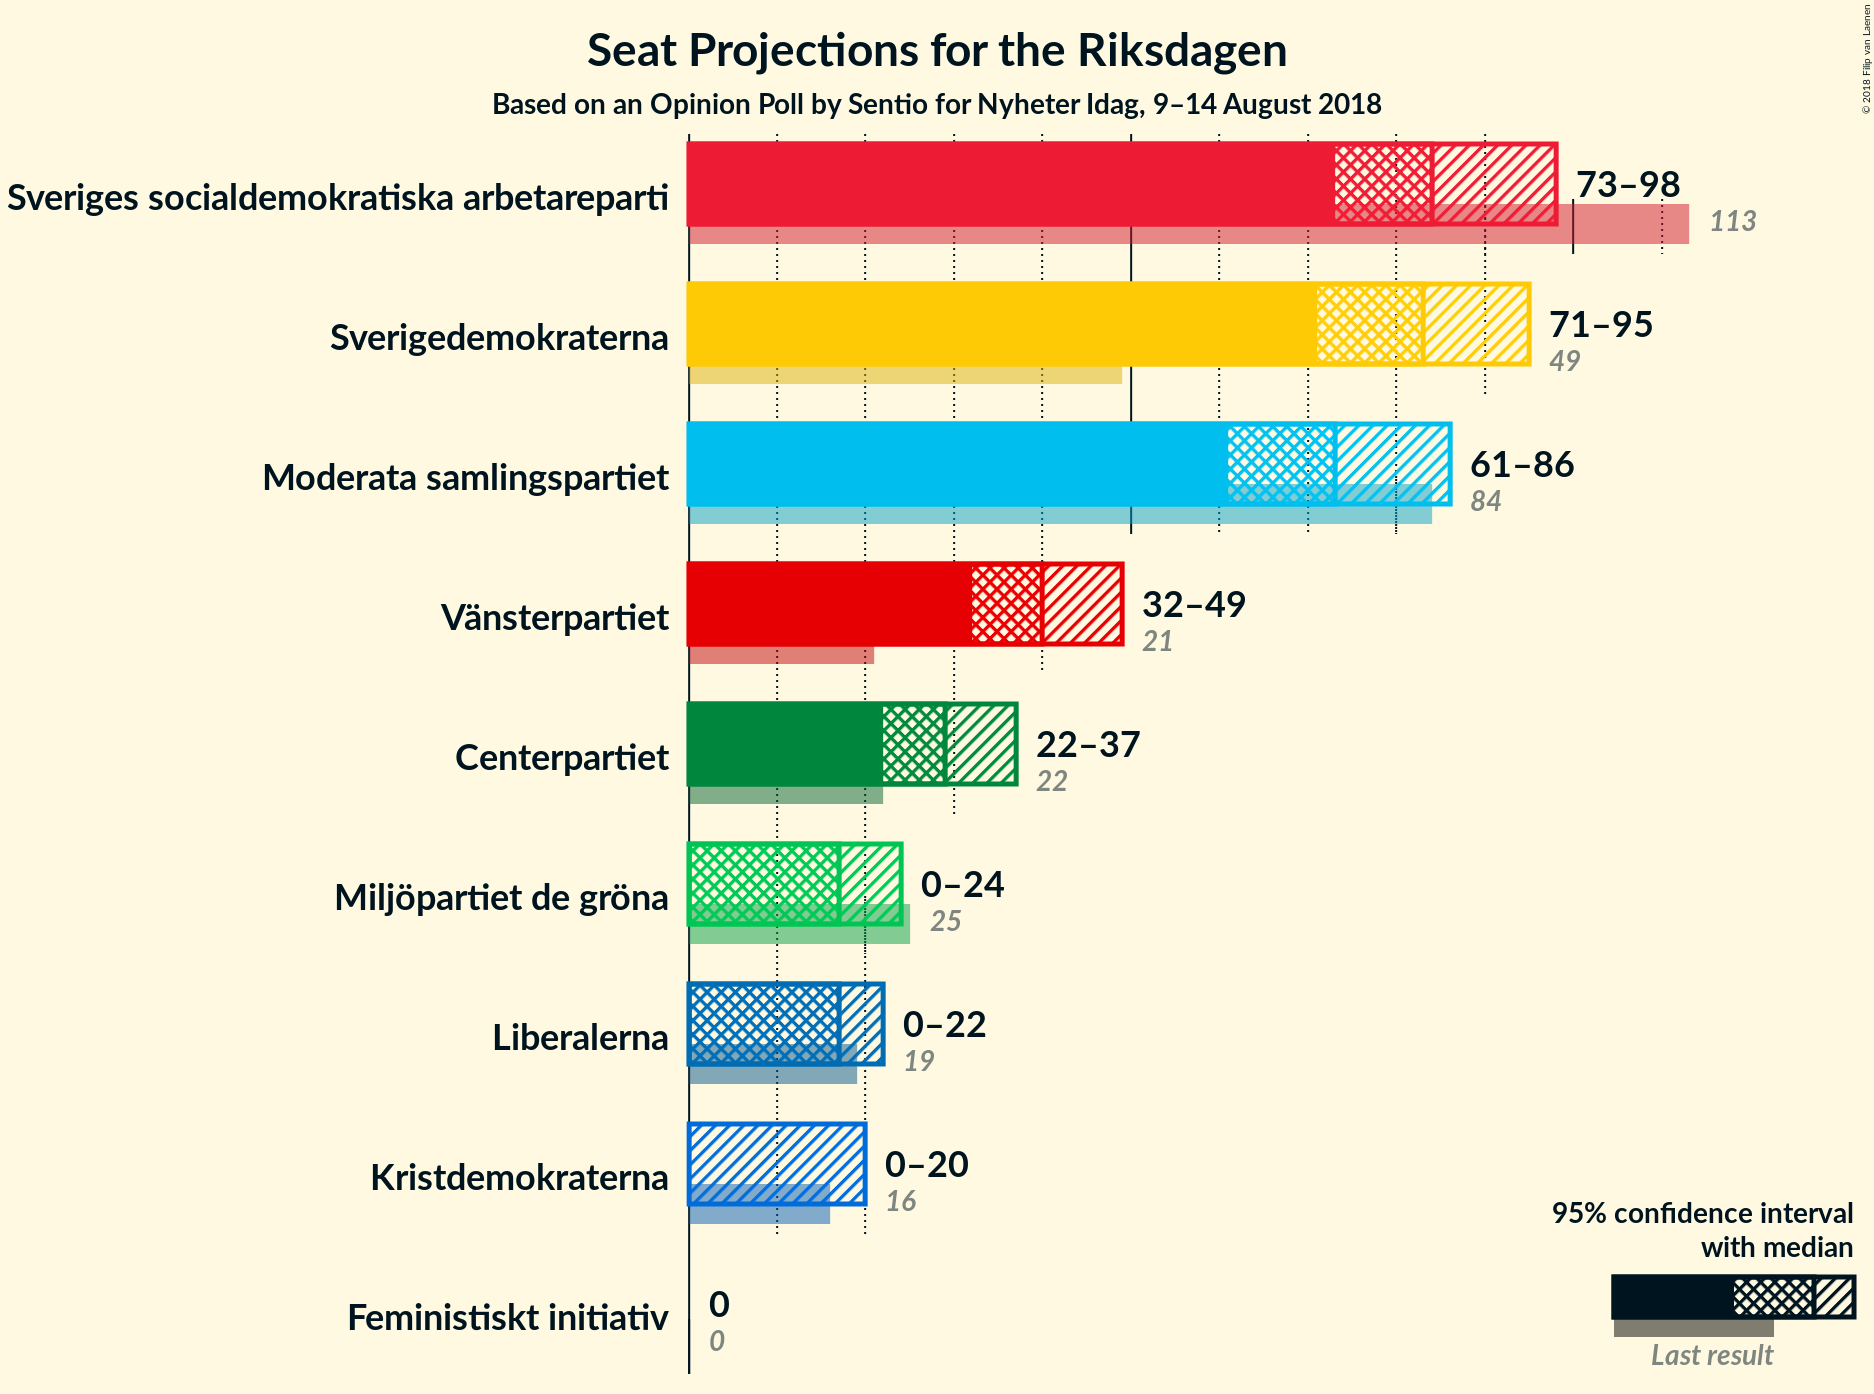 Seat Projections for the Riksdagen
Based on an Opinion Poll by Sentio for Nyheter Idag, 9–14 August 2018
© 2018 Filip van Laenen
Sveriges socialdemokratiska arbetareparti
73–98
113
Sverigedemokraterna
71–95
49
Moderata samlingspartiet
61–86
84
Vänsterpartiet
32–49
21
Centerpartiet
22–37
22
Miljöpartiet de gröna
0–24
25
Liberalerna
0–22
19
Kristdemokraterna
0–20
16
Feministiskt initiativ
0
0
95% confidence interval
with median
Last result